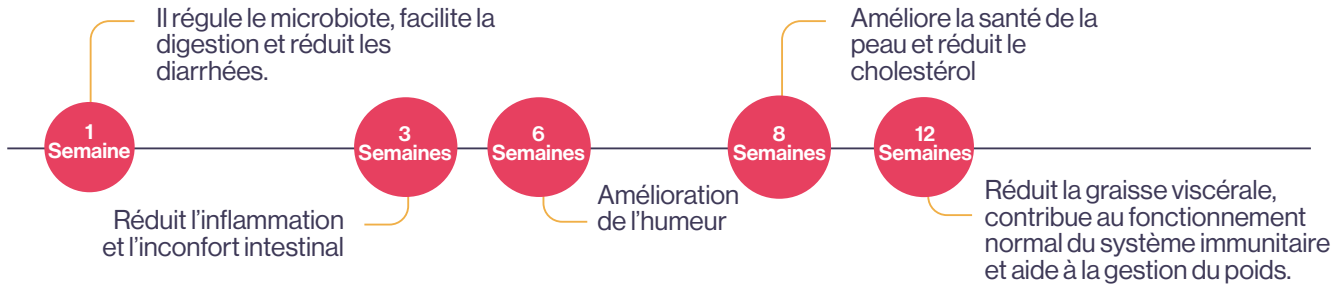 Il régule le microbiote, facilite la
digestion et réduit les
diarrhées.
Améliore la santé de la
peau et réduit le
cholestérol
1
Semaine
3
Semaines
6
Semaines
8
Semaines
12
Semaines
Réduit l’inflammation
et l’inconfort intestinal
Amélioration
de l’humeur
Réduit la graisse viscérale,
contribue au fonctionnement
normal du système immunitaire
et aide à la gestion du poids.